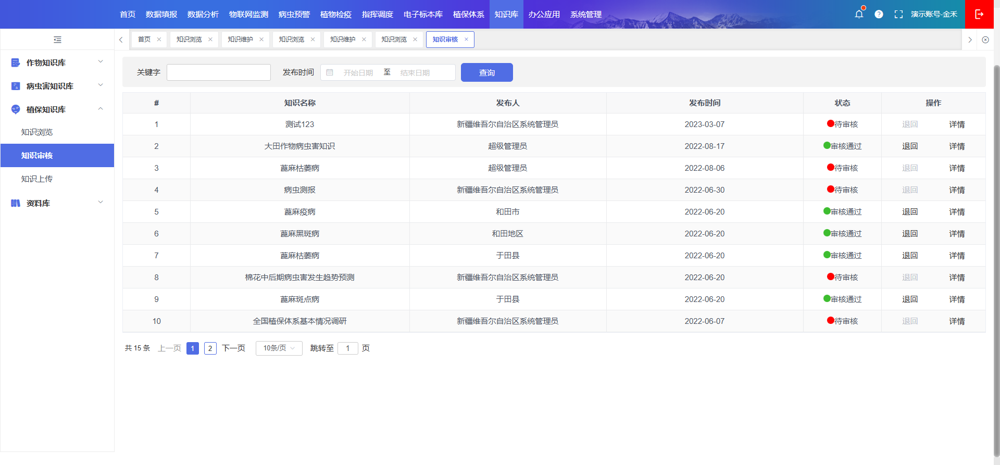 首页 数据填报 数据分析 物联网监测 病虫预警 植物检疫 指挥调度 电子标本库 植保体系 知识库 办公应用 系统管理 演示账号-金禾
首页 知识浏览 知识维护 知识浏览 知识维护 知识浏览 知识审核
作物知识库
病虫害知识库
植保知识库
知识浏览
知识审核
知识上传
资料库
关键字 发布时间 开始日期 至 结束日期 查询
# 知识名称 发布人 发布时间 状态 操作
1 测试123 新疆维吾尔自治区系统管理员 2023-03-07 待审核 退回 详情
2 大田作物病虫害知识 超级管理员 2022-08-17 审核通过 退回 详情
3 蓖麻枯萎病 超级管理员 2022-08-06 待审核 退回 详情
4 病虫测报 新疆维吾尔自治区系统管理员 2022-06-30 待审核 退回 详情
5 蓖麻疫病 和田市 2022-06-20 审核通过 退回 详情
6 蓖麻黑斑病 和田地区 2022-06-20 审核通过 退回 详情
7 蓖麻枯萎病 于田县 2022-06-20 审核通过 退回 详情
8 棉花中后期病虫害发生趋势预测 新疆维吾尔自治区系统管理员 2022-06-20 待审核 退回 详情
9 蓖麻斑点病 于田县 2022-06-20 审核通过 退回 详情
10 全国植保体系基本情况调研 新疆维吾尔自治区系统管理员 2022-06-07 待审核 退回 详情
共 15 条 上一页 1 2 下一页 10条/页 跳转至 1 页